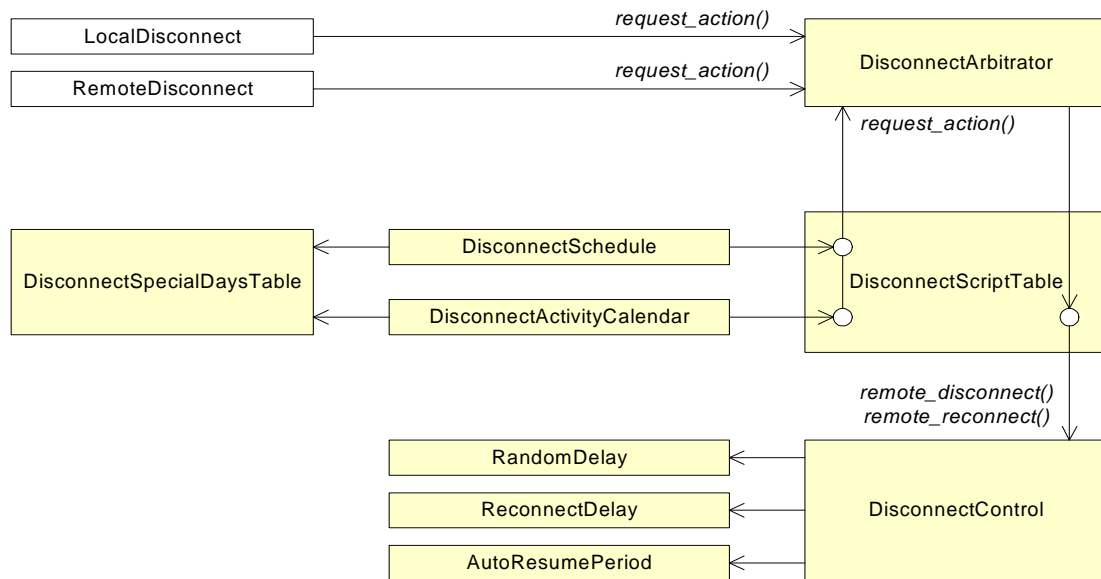 request_action()
LocalDisconnect
DisconnectArbitrator
request_action()
RemoteDisconnect
request_action()
DisconnectSchedule
DisconnectSpecialDaysTable
DisconnectScriptTable
DisconnectActivityCalendar
remote_disconnect()
remote_reconnect()
RandomDelay
ReconnectDelay
DisconnectControl
AutoResumePeriod